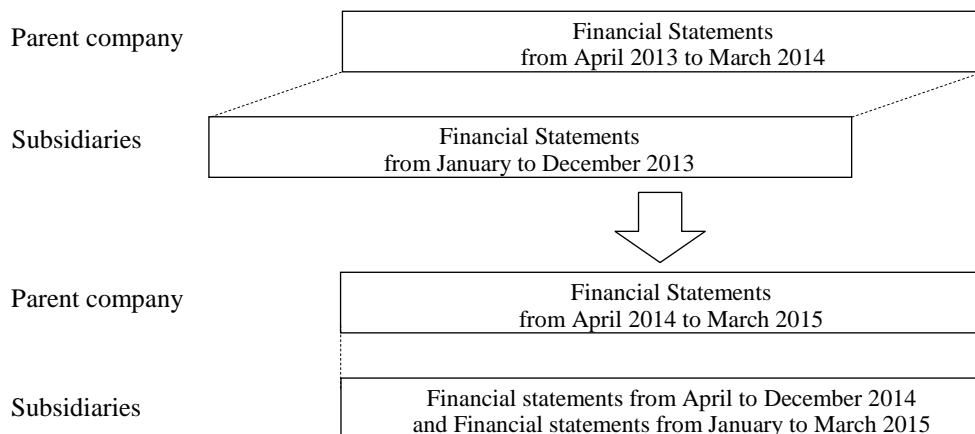 Parent company
Financial Statements
from April 2013 to March 2014
Subsidiaries
Financial Statements
from January to December 2013
Parent company
Financial Statements
from April 2014 to March 2015
Subsidiaries
Financial statements from April to December 2014
and Financial statements from January to March 2015